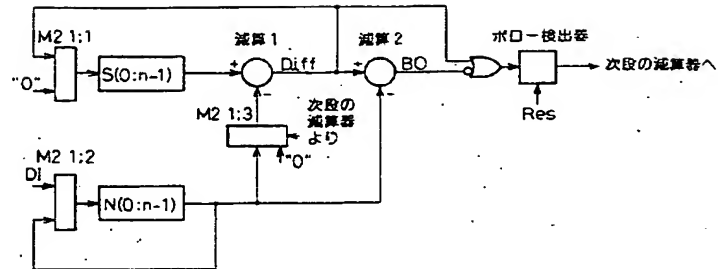 M2 1;1
"0"
S(0:n-1)
減算1
Diff
減算2
BO
ボロー検出器
次段の減算器へ
Res
M2 1;3
次段の
減算器
より
"0"
M2 1;2
DI
N(0:n-1)
+
-
+
-